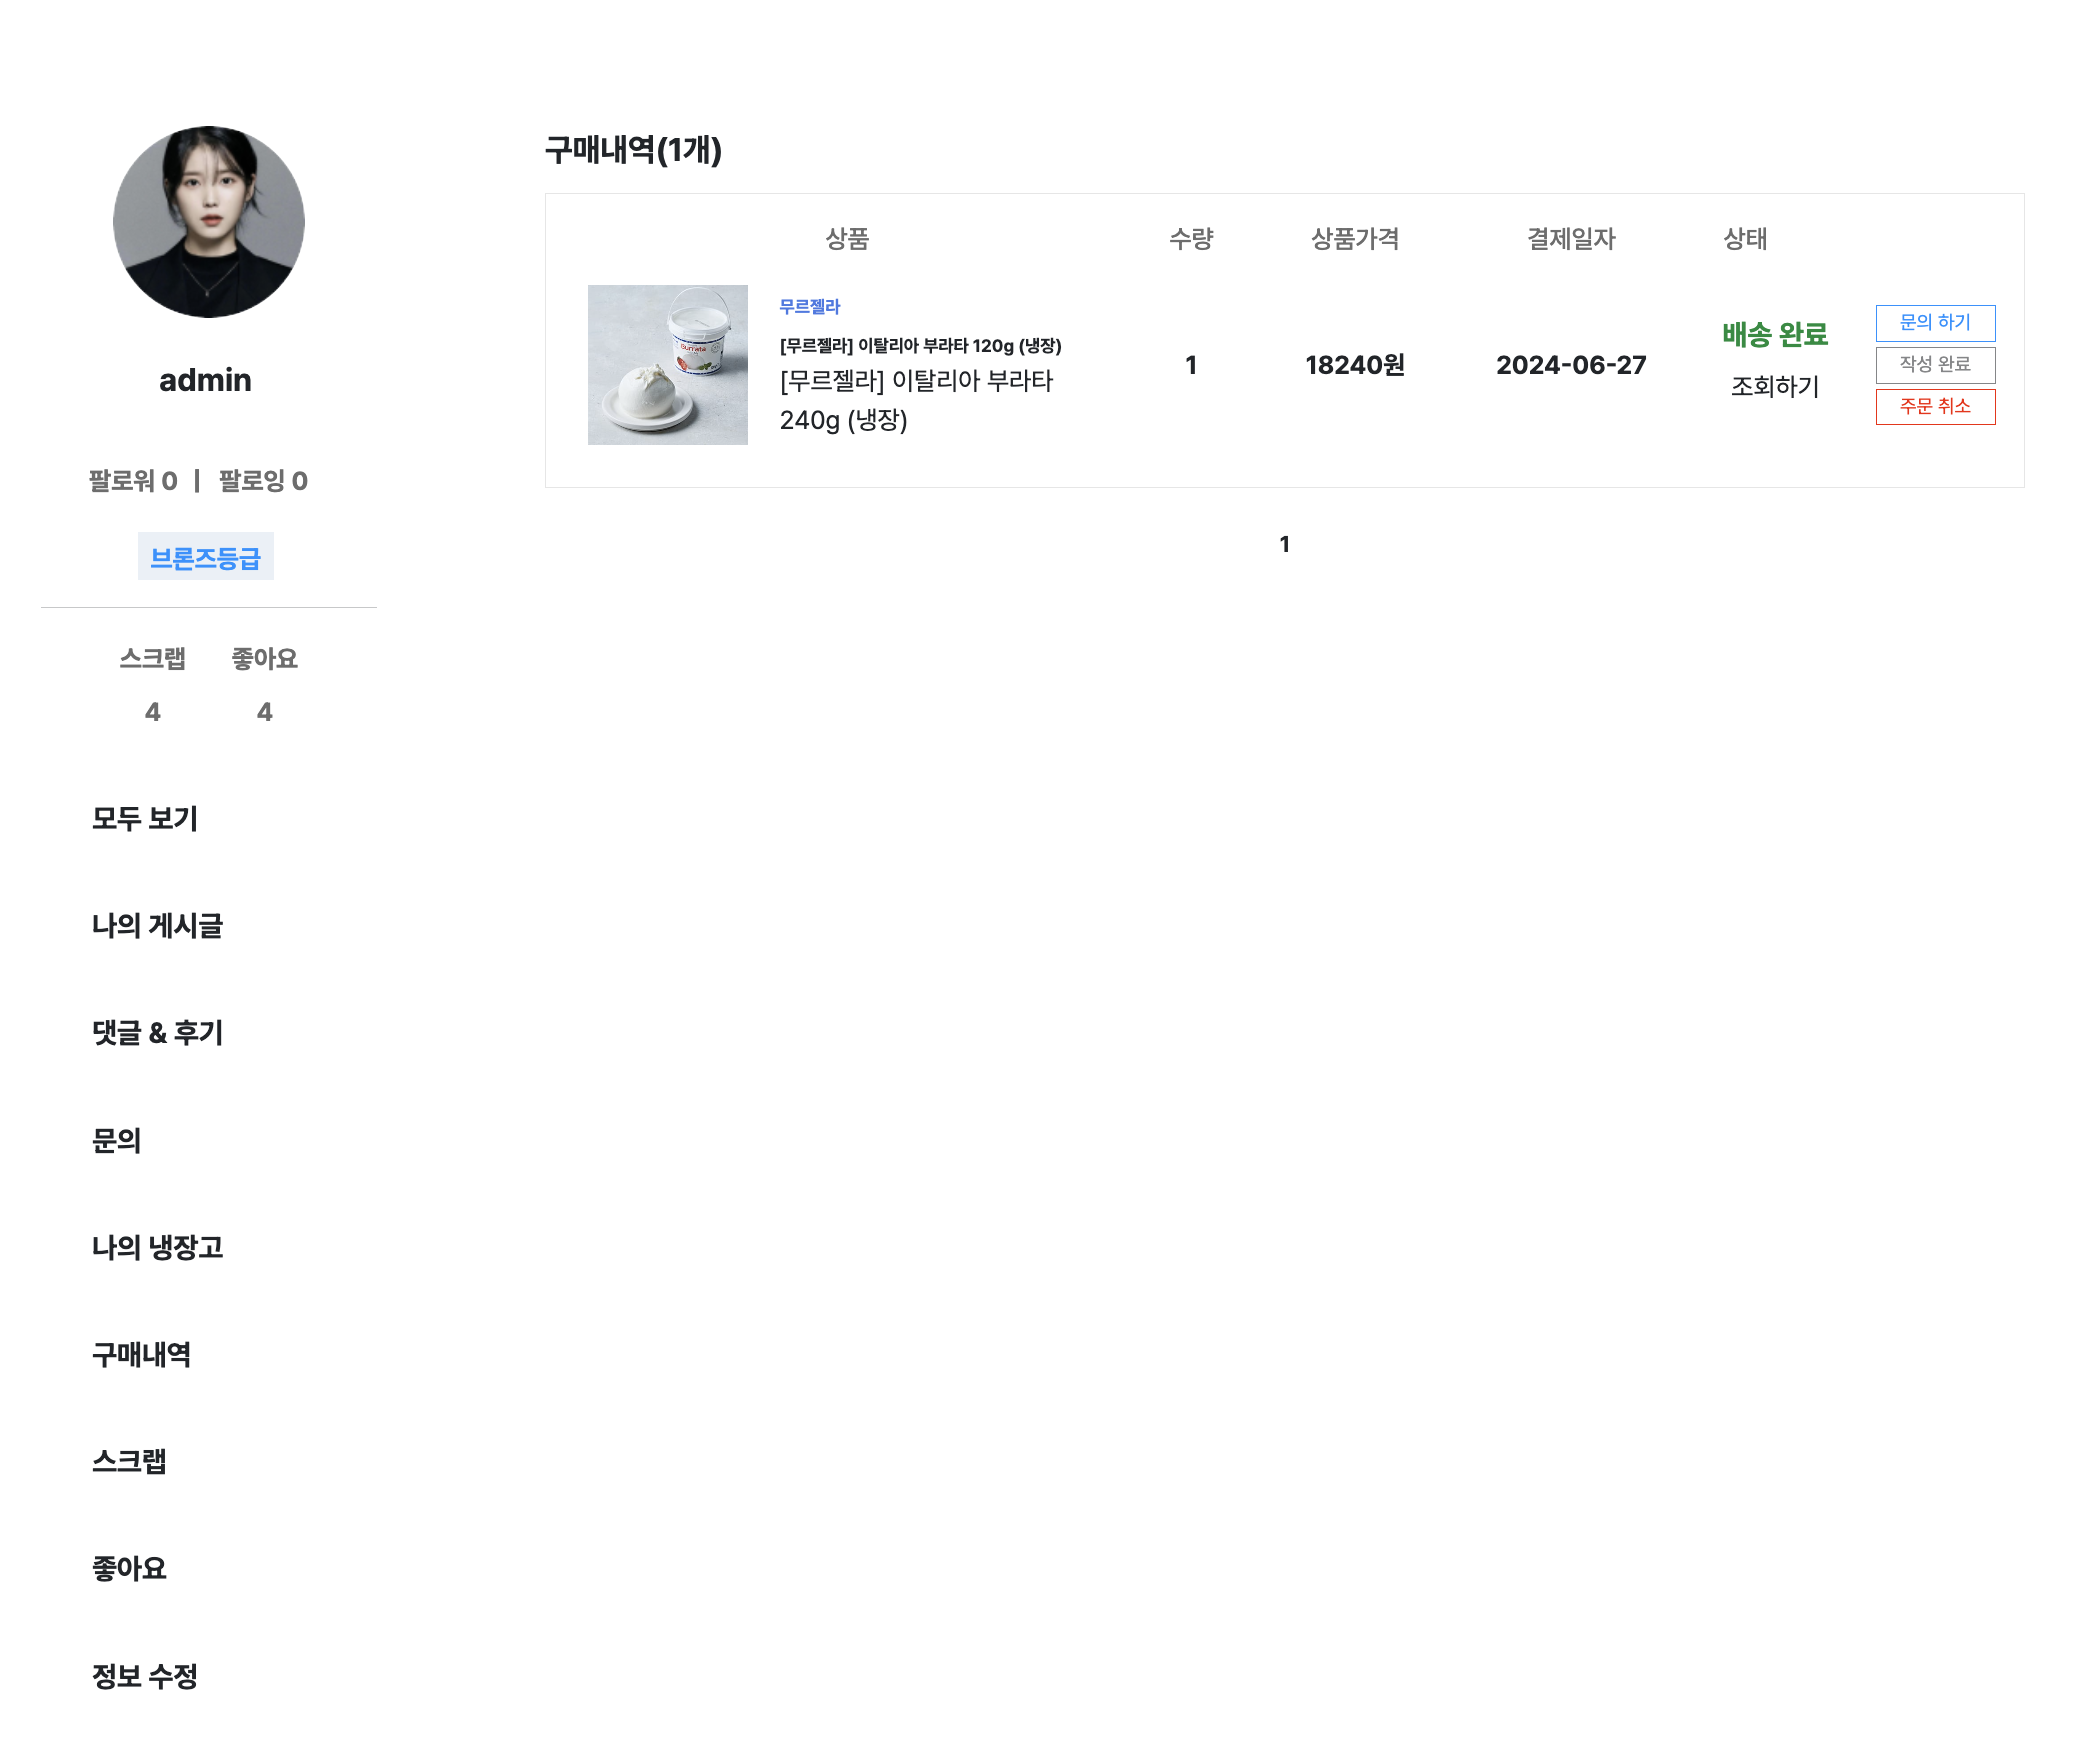 admin
팔로워 0 | 팔로잉 0
브론즈등급
스크랩 좋아요
4 4
모두 보기
나의 게시글
댓글 & 후기
문의
나의 냉장고
구매내역
스크랩
좋아요
정보 수정
구매내역(1개)
상품 수량 상품가격 결제일자 상태
무르젤라
[무르젤라] 이탈리아 부라타 120g (냉장)
[무르젤라] 이탈리아 부라타
240g (냉장)
1
18240원
2024-06-27
배송 완료
조회하기
문의 하기
작성 완료
주문 취소
1